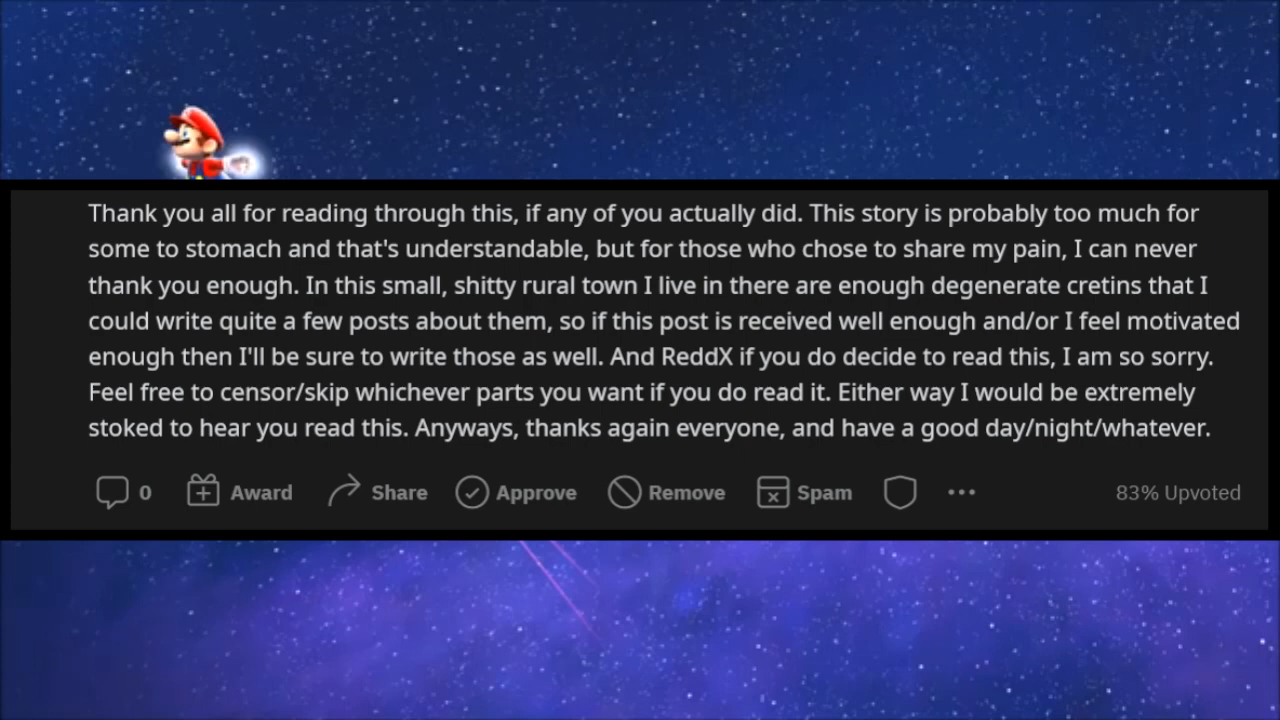 Thank you all for reading through this, if any of you actually did. This story is probably too much for
some to stomach and that's understandable, but for those who chose to share my pain, I can never
thank you enough. In this small, shitty rural town I live in there are enough degenerate cretins that I
could write quite a few posts about them, so if this post is received well enough and/or I feel motivated
enough then I'll be sure to write those as well. And ReddX if you do decide to read this, I am so sorry.
Feel free to censor/skip whichever parts you want if you do read it. Either way I would be extremely
stoked to hear you read this. Anyways, thanks again everyone, and have a good day/night/whatever.
0 Award Share Approve Remove Spam 83% Upvoted